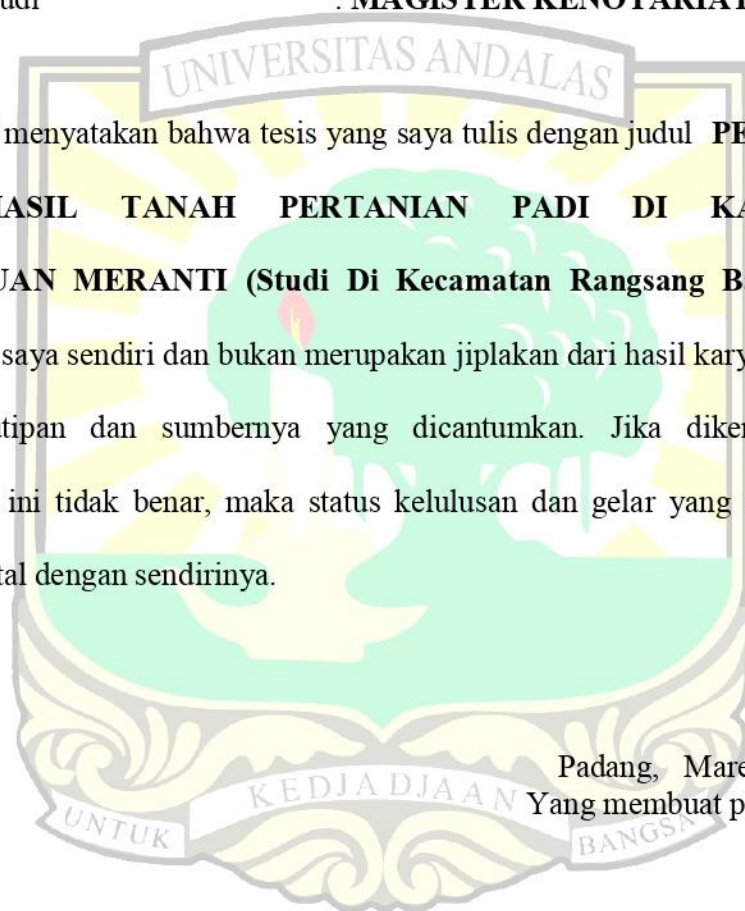 udi : MAGISTER KENOTARIAT
UNIVERSITAS ANDALAS
menyatakan bahwa tesis yang saya tulis dengan judul PE
HASIL TANAH PERTANIAN PADI DI KA
UAN MERANTI (Studi Di Kecamatan Rangsang B
saya sendiri dan bukan merupakan jiplakan dari hasil kary
utipan dan sumbernya yang dicantumkan. Jika diker
ini tidak benar, maka status kelulusan dan gelar yang
tal dengan sendirinya.
Padang, Mare
Yang membuat p
UNTUK KEDJADJAAN BANGSA